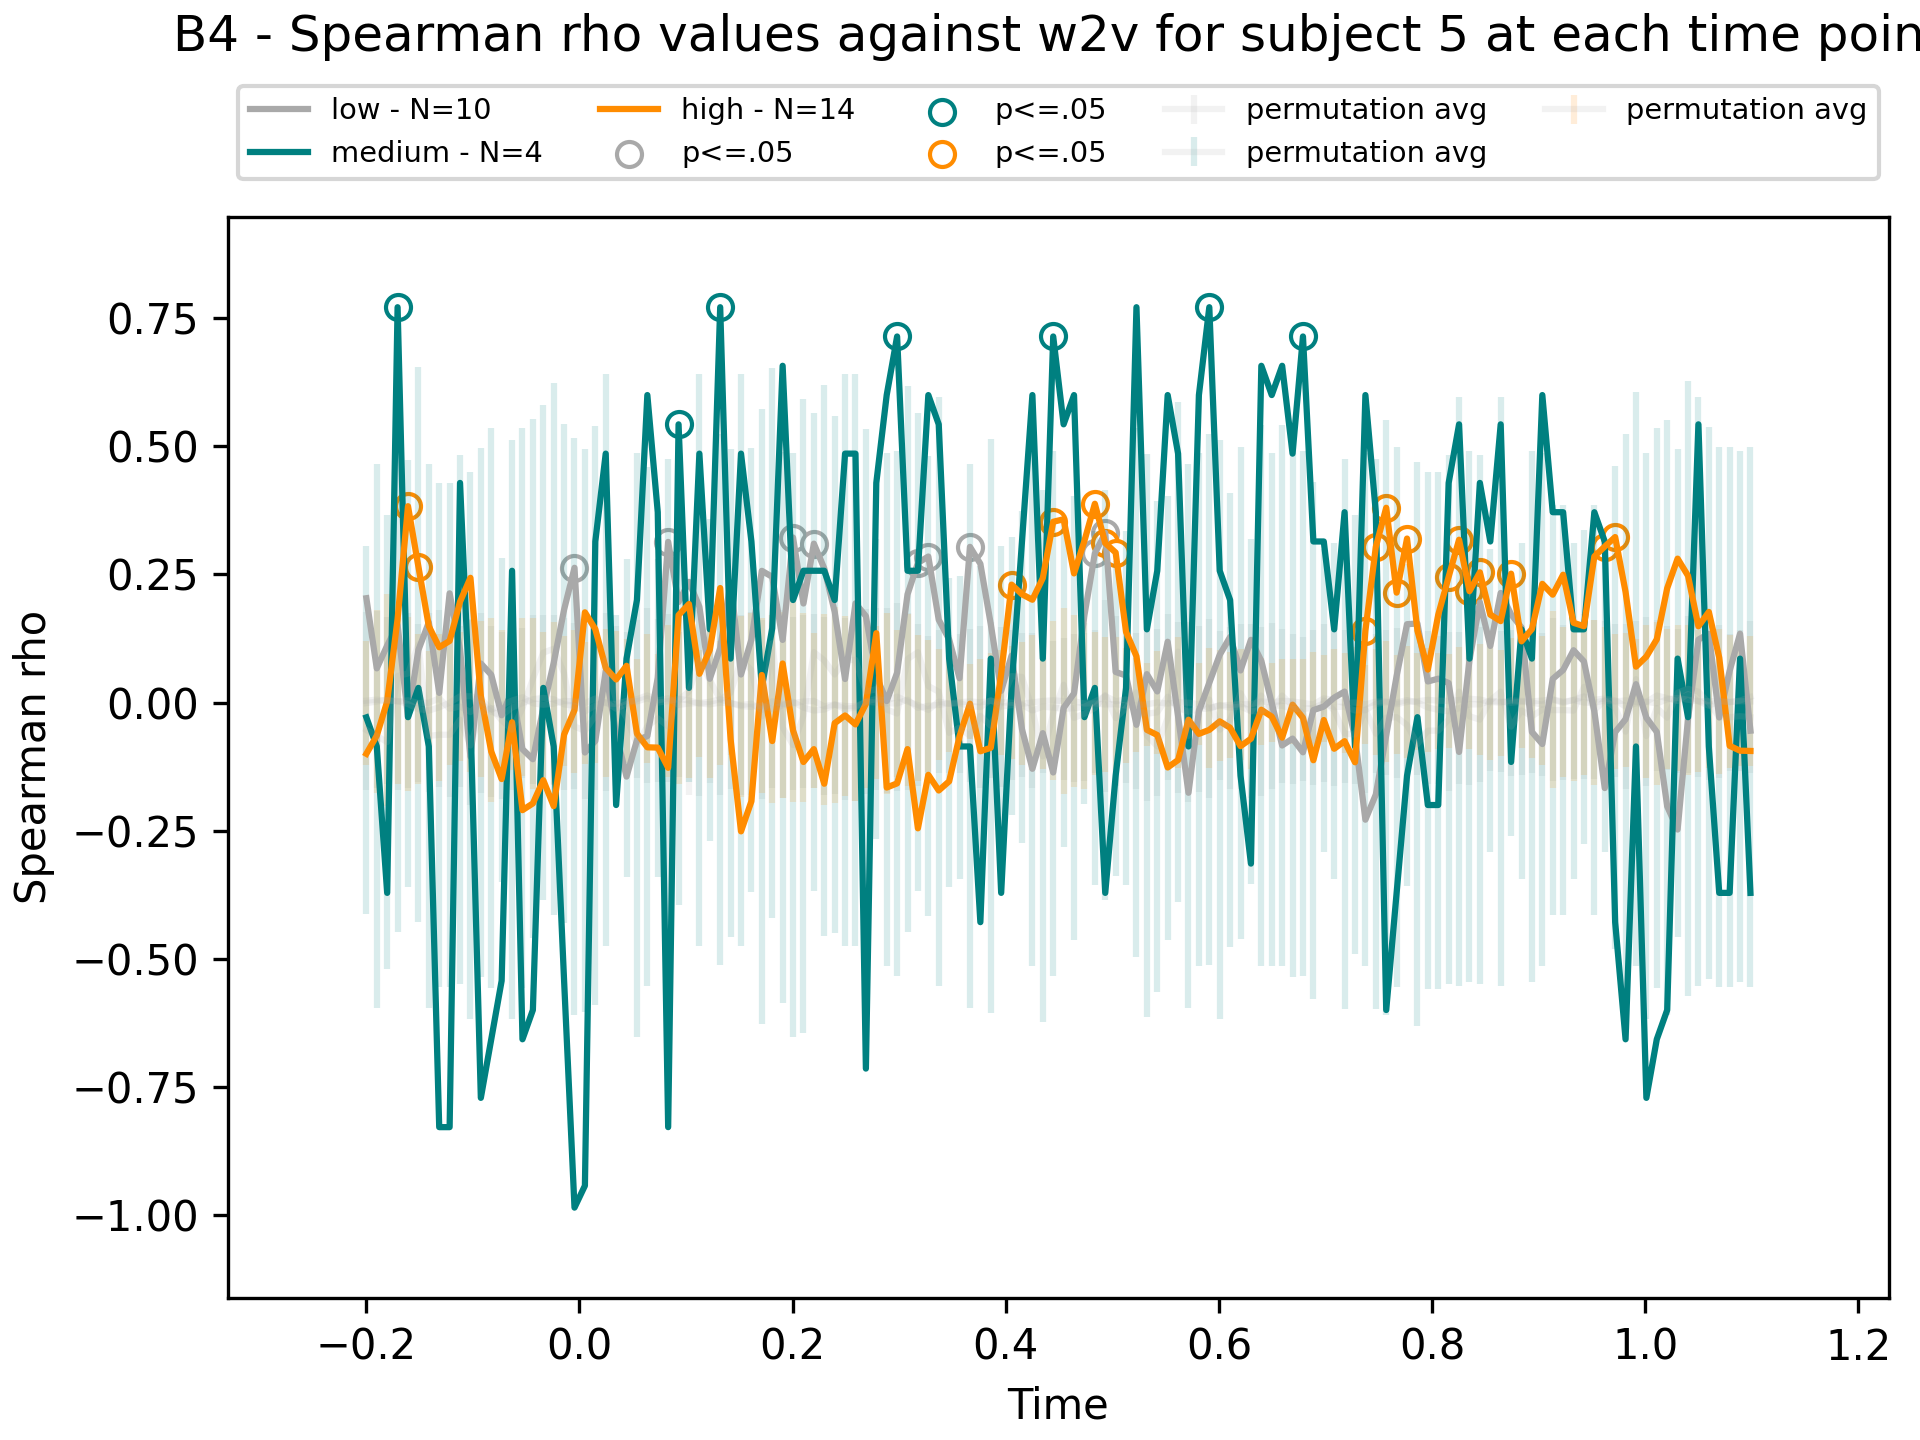 B4 - Spearman rho values against w2v for subject 5 at each time poin
low - N=10 high - N=14 p<=.05 permutation avg permutation avg
medium - N=4 p<=.05 p<=.05 permutation avg
0.75
0.50
0.25
0.00
−0.25
−0.50
−0.75
−1.00
Spearman rho
−0.2 0.0 0.2 0.4 0.6 0.8 1.0 1.2
Time